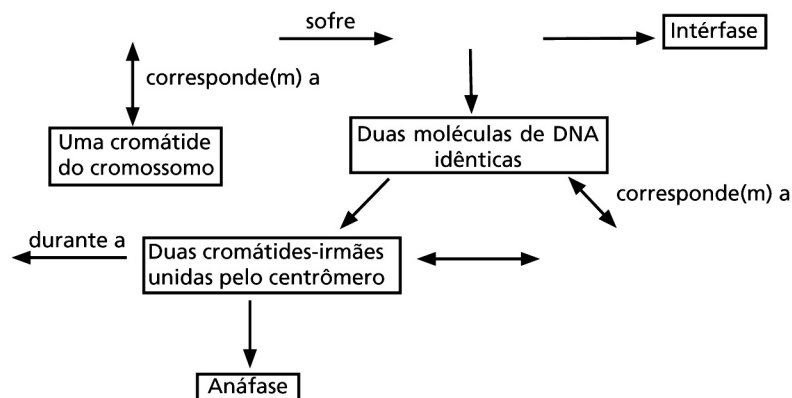 sofre
Intérfase
corresponde(m) a
Uma cromátide
do cromossomo
Duas moléculas de DNA
idênticas
corresponde(m) a
durante a
Duas cromátides-irmães
unidas pelo centrômero
Anáfase